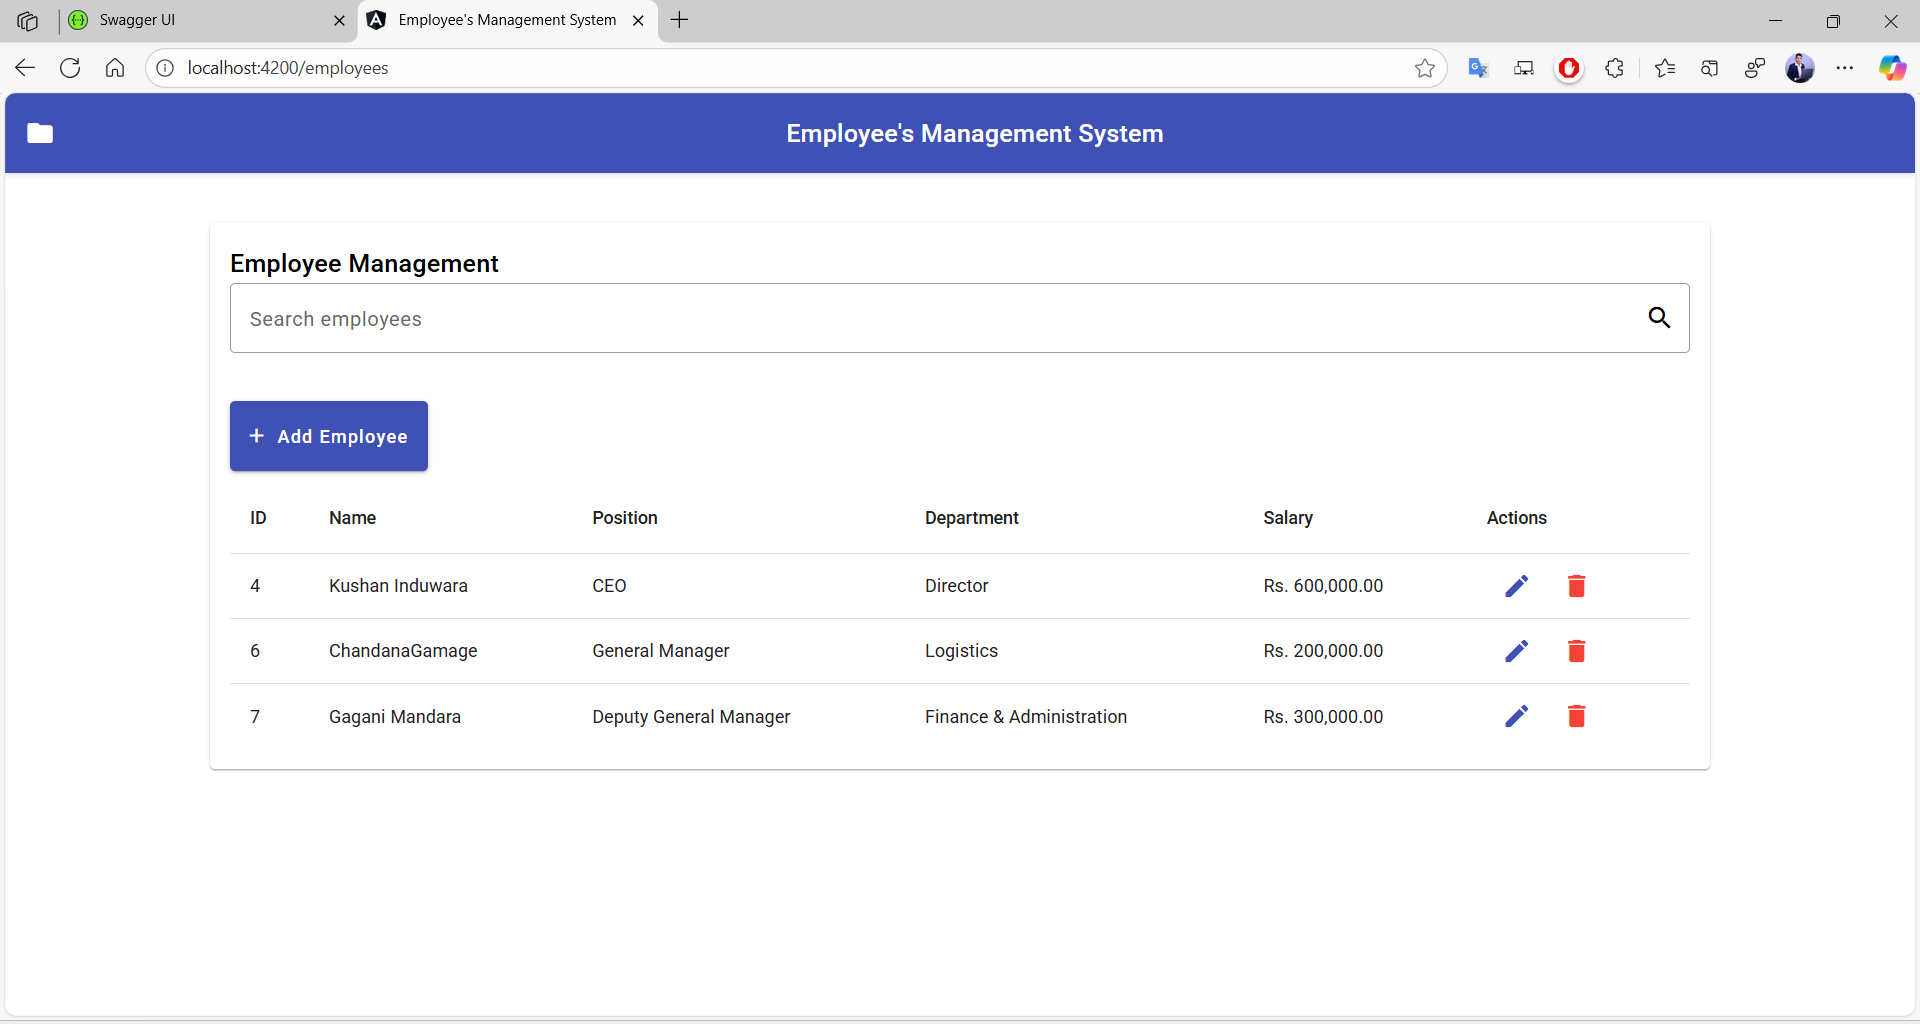 Swagger UI
Employee's Management System
localhost:4200/employees
Employee's Management System
Employee Management
Search employees
+ Add Employee
ID Name Position Department Salary Actions
4 Kushan Induwara CEO Director Rs. 600,000.00
6 ChandanaGamage General Manager Logistics Rs. 200,000.00
7 Gagani Mandara Deputy General Manager Finance & Administration Rs. 300,000.00